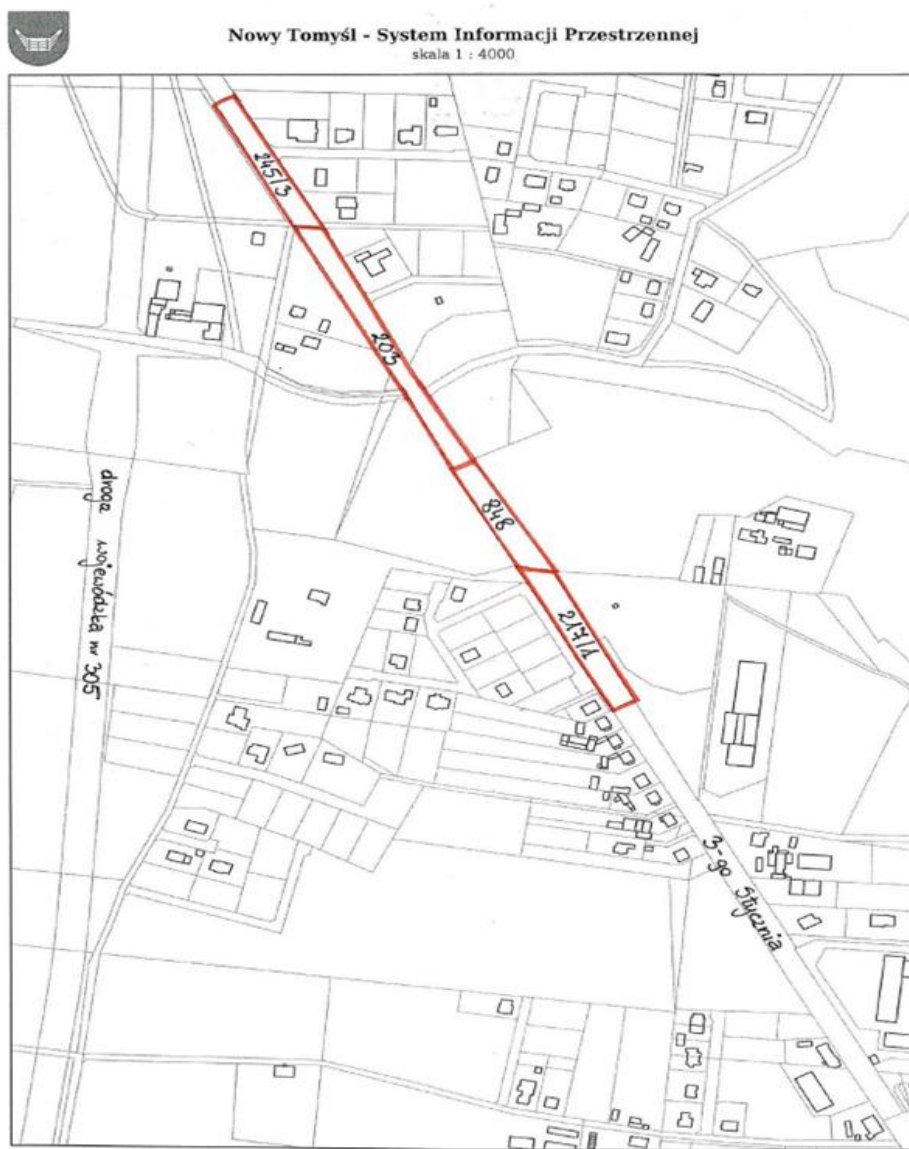 Nowy Tomyśl - System Informacji Przestrzennej
skala 1 : 4000
245/3
203
848
217/1
droga wojewódzka nr 305
3-go Stycznia